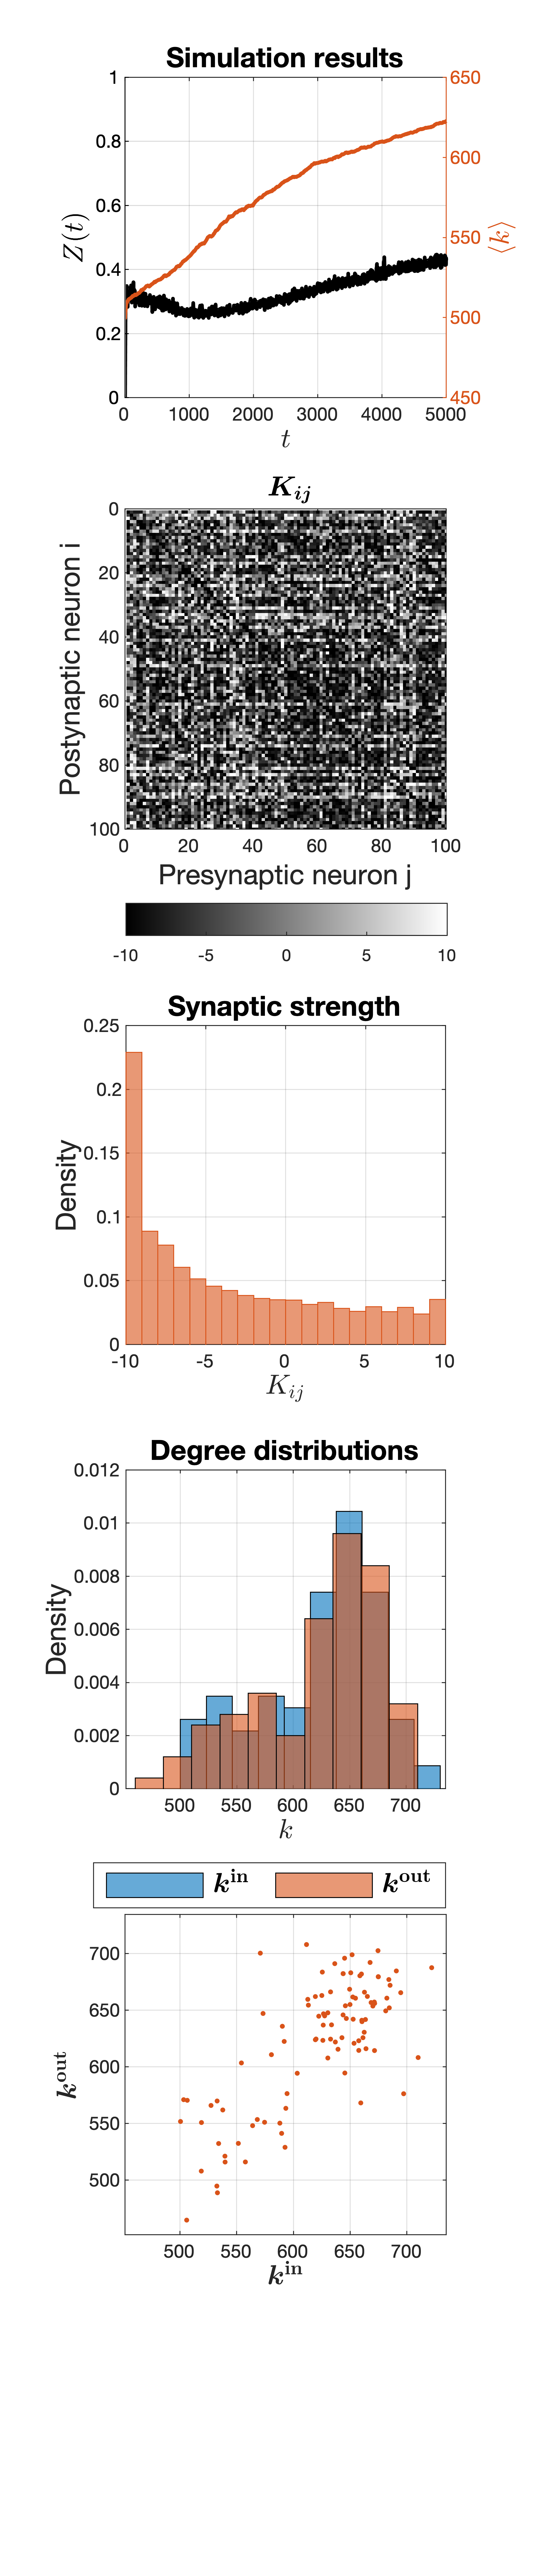 Simulation results
1
0.8
0.6
0.4
0.2
0
Z(t)
650
600
550
500
450
⟨k⟩
0 1000 2000 3000 4000 5000
t
K_ij
0
20
40
60
80
100
Postynaptic neuron i
0 20 40 60 80 100
Presynaptic neuron j
-10 -5 0 5 10
Synaptic strength
0.25
0.2
0.15
0.1
0.05
0
Density
-10 -5 0 5 10
K_ij
Degree distributions
0.012
0.01
0.008
0.006
0.004
0.002
0
Density
500 550 600 650 700
k
k^in k^out
700
650
600
550
500
k^out
500 550 600 650 700
k^in